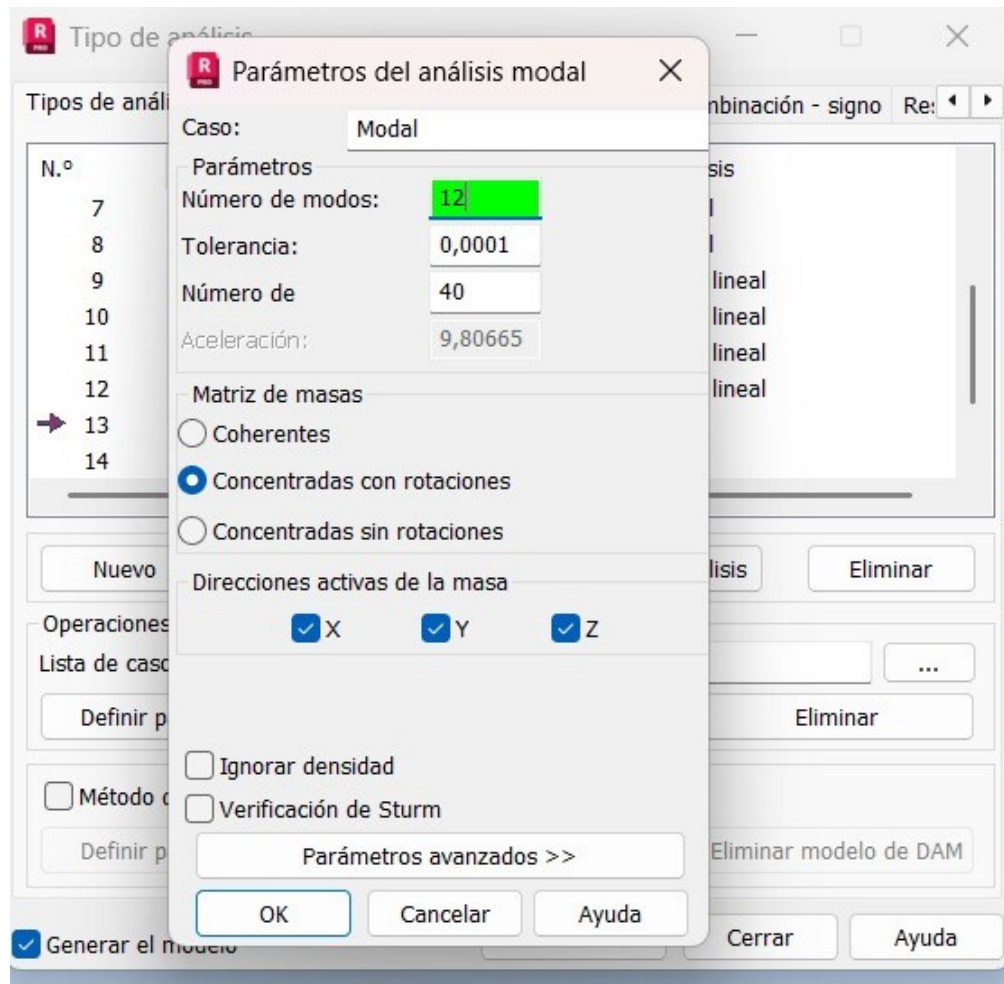 R
PRO
Tipo de análisis
R
PRO
Parámetros del análisis modal
Tipos de análi
mbinación - signo
Re:
Caso:
Modal
N.º
sis
Parámetros
Número de modos:
12
7
l
Tolerancia:
0,0001
8
l
9
lineal
Número de
40
10
lineal
Aceleración:
9,80665
11
lineal
12
lineal
Matriz de masas
13
Coherentes
14
Concentradas con rotaciones
Concentradas sin rotaciones
Nuevo
lisis
Eliminar
Direcciones activas de la masa
Operaciones
X
Y
Z
Lista de caso
...
Definir p
Eliminar
Ignorar densidad
Método d
Verificación de Sturm
Definir p
Parámetros avanzados >>
Eliminar modelo de DAM
OK
Cancelar
Ayuda
Generar el modelo
Cerrar
Ayuda